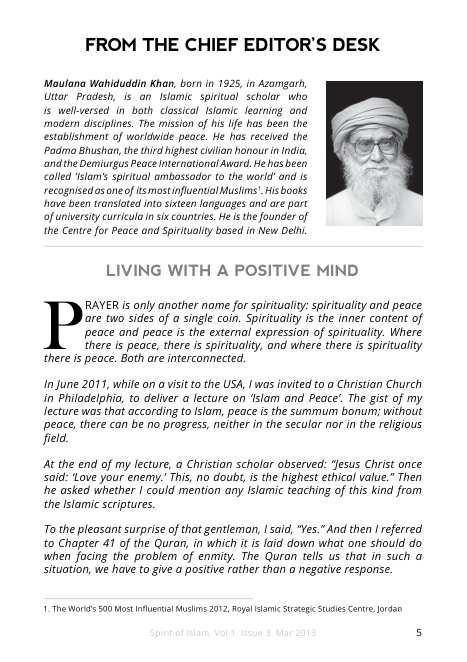 FROM THE CHIEF EDITOR'S DESK
Maulana Wahiduddin Khan, born in 1925, in Azamgarh,
Uttar Pradesh, is an Islamic spiritual scholar who
is well-versed in both classical Islamic learning and
modern disciplines. The mission of his life has been the
establishment of worldwide peace. He has received the
Padma Bhushan, the third highest civilian honour in India,
and the Demiurgus Peace International Award. He has been
called 'Islam's spiritual ambassador to the world' and is
recognised as one of its most influential Muslims¹. His books
have been translated into sixteen languages and are part
of university curricula in six countries. He is the founder of
the Centre for Peace and Spirituality based in New Delhi.
LIVING WITH A POSITIVE MIND
PRAYER is only another name for spirituality: spirituality and peace
are two sides of a single coin. Spirituality is the inner content of
peace and peace is the external expression of spirituality. Where
there is peace, there is spirituality, and where there is spirituality
there is peace. Both are interconnected.
In June 2011, while on a visit to the USA, I was invited to a Christian Church
in Philadelphia, to deliver a lecture on 'Islam and Peace'. The gist of my
lecture was that according to Islam, peace is the summum bonum; without
peace, there can be no progress, neither in the secular nor in the religious
field.
At the end of my lecture, a Christian scholar observed: "Jesus Christ once
said: 'Love your enemy.' This, no doubt, is the highest ethical value." Then
he asked whether I could mention any Islamic teaching of this kind from
the Islamic scriptures.
To the pleasant surprise of that gentleman, I said, "Yes." And then I referred
to Chapter 41 of the Quran, in which it is laid down what one should do
when facing the problem of enmity. The Quran tells us that in such a
situation, we have to give a positive rather than a negative response.
1. The World's 500 Most Influential Muslims 2012, Royal Islamic Strategic Studies Centre, Jordan
Spirit of Islam Vol 1 Issue 3 Mar 2013
5